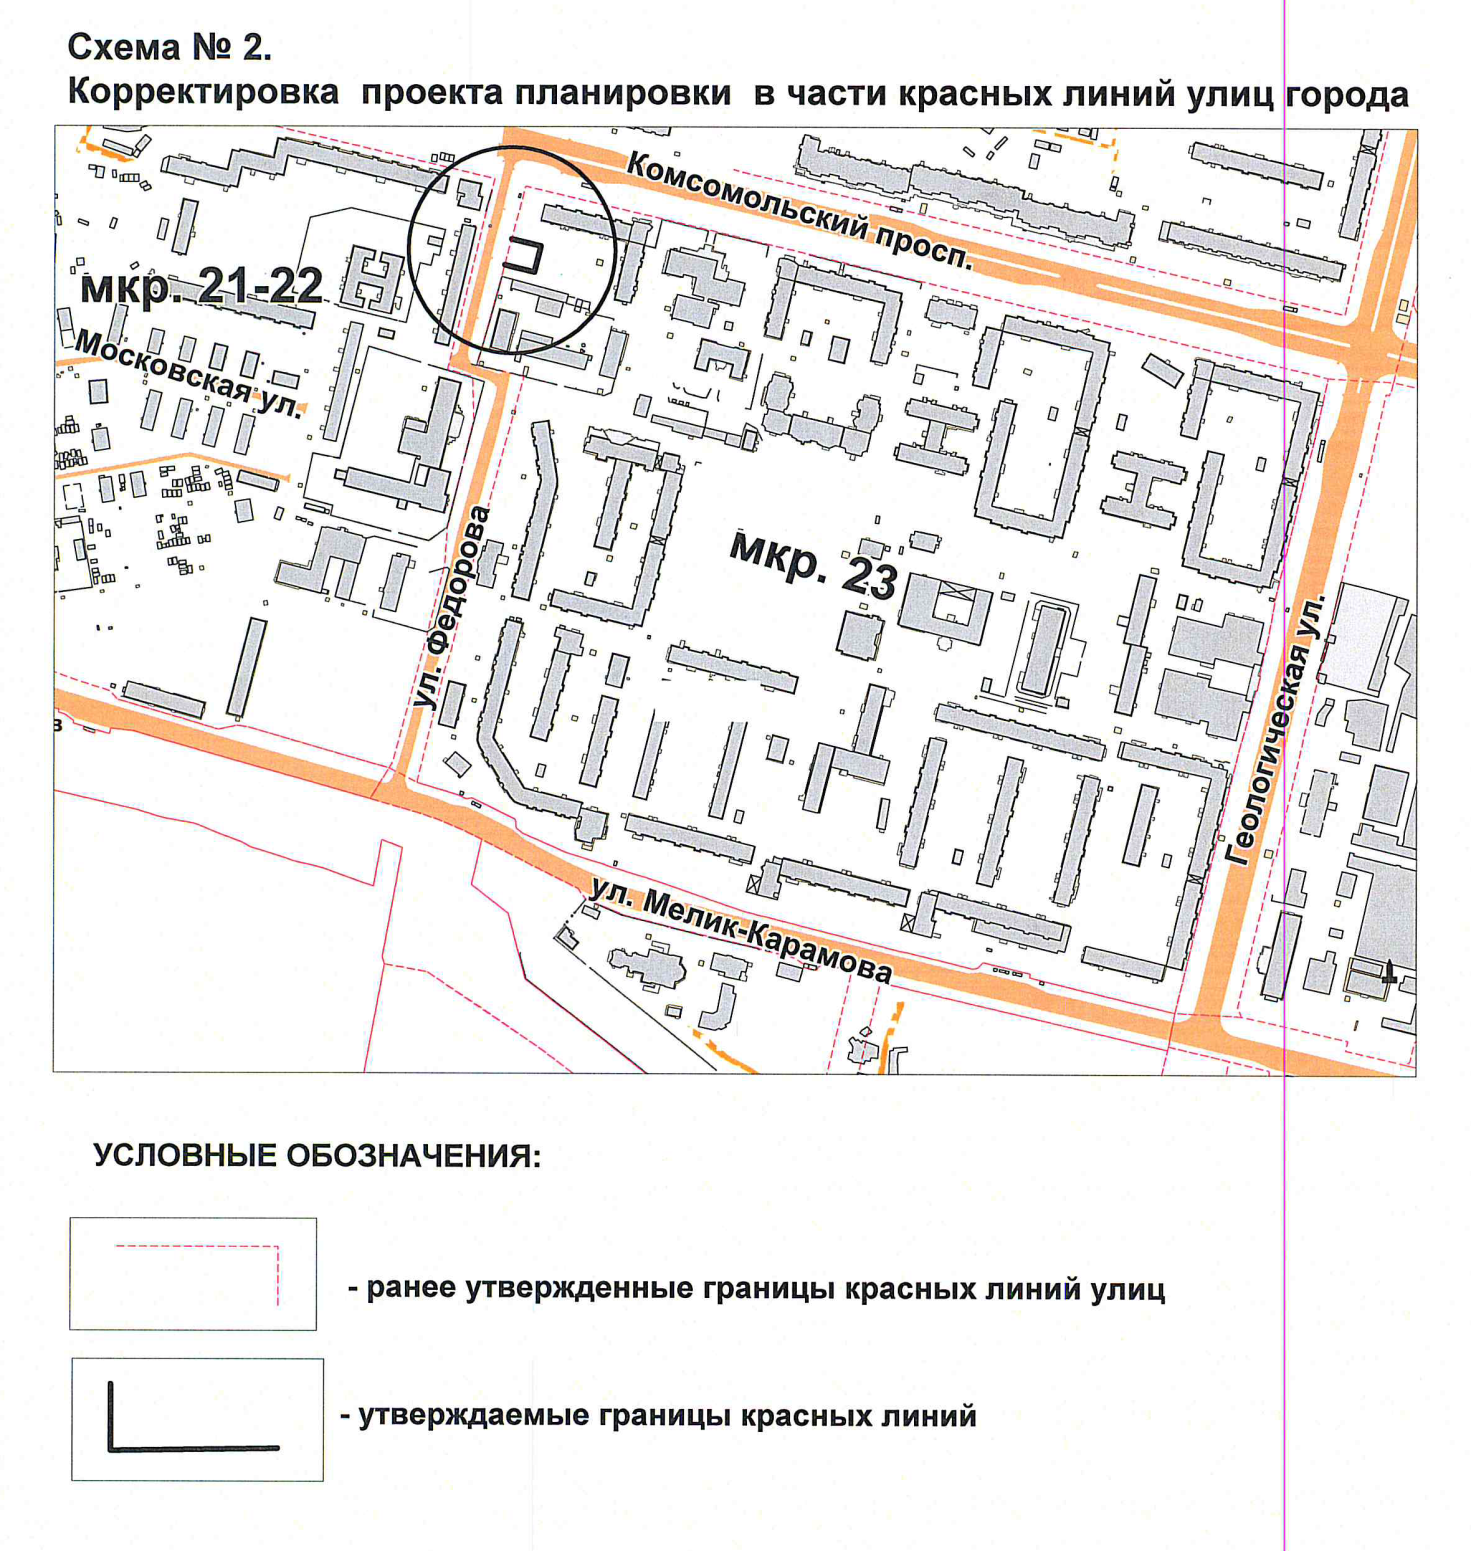 Схема № 2.
Корректировка проекта планировки в части красных линий улиц города
Комсомольский просп.
мкр. 21-22
Московская ул.
мкр. 23
ул. Федорова
Геологическая ул.
в
ул. Мелик-Карамова
УСЛОВНЫЕ ОБОЗНАЧЕНИЯ:
- ранее утвержденные границы красных линий улиц
- утверждаемые границы красных линий